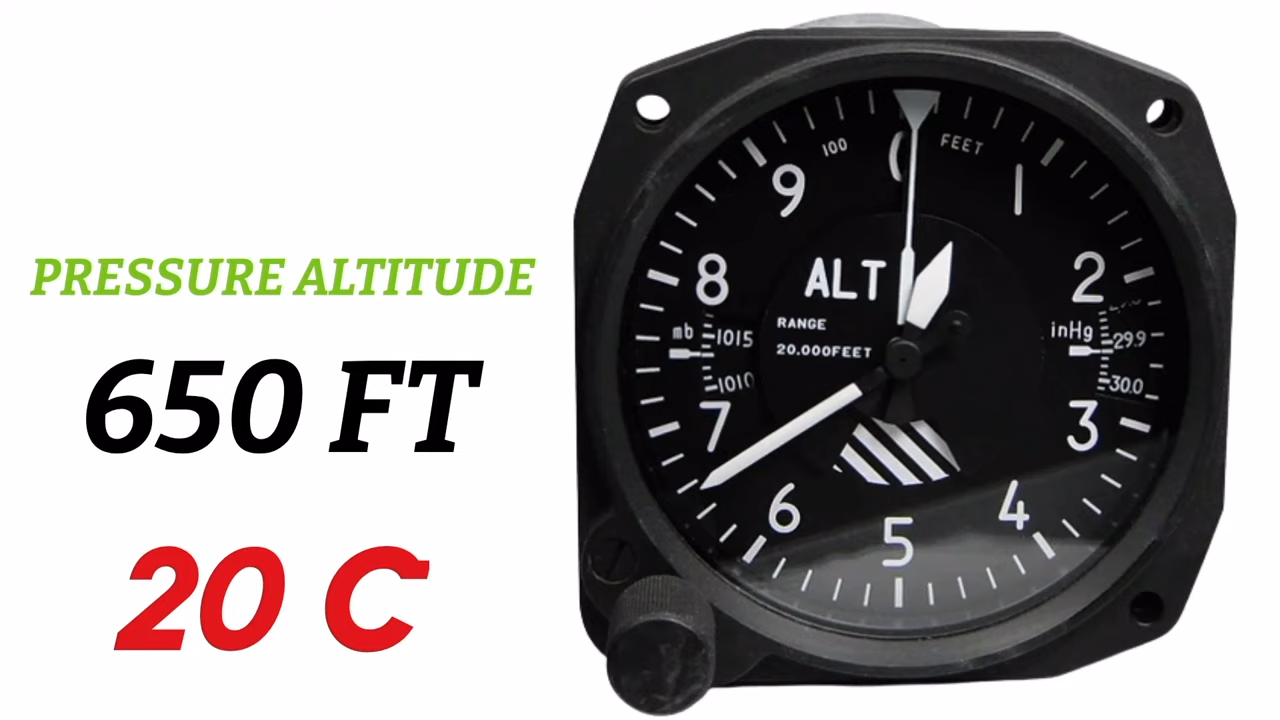 PRESSURE ALTITUDE
650 FT
20 C
100
FEET
0
1
2
3
4
5
6
7
8
9
ALT
RANGE
20.000FEET
mb
1015
1010
inHg
29.9
30.0